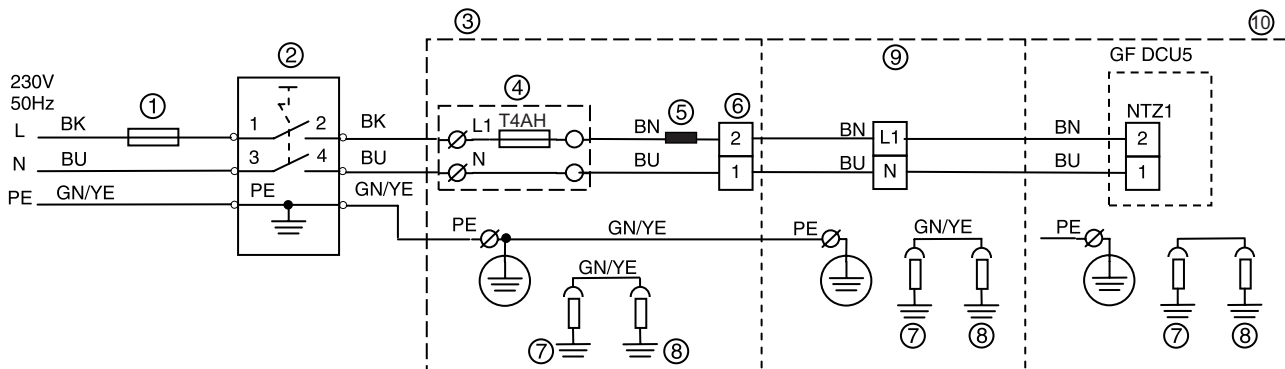 ③
⑩
②
⑨
GF DCU5
230V
50Hz
①
④
⑤
⑥
NTZ1
L
BK
1
2
BK
L1
T4AH
BN
2
BN
L1
BN
2
N
BU
3
4
BU
N
BU
1
BU
N
BU
1
PE
GN/YE
PE
GN/YE
PE
GN/YE
PE
PE
GN/YE
⑦
⑧
⑦
⑧
⑦
⑧